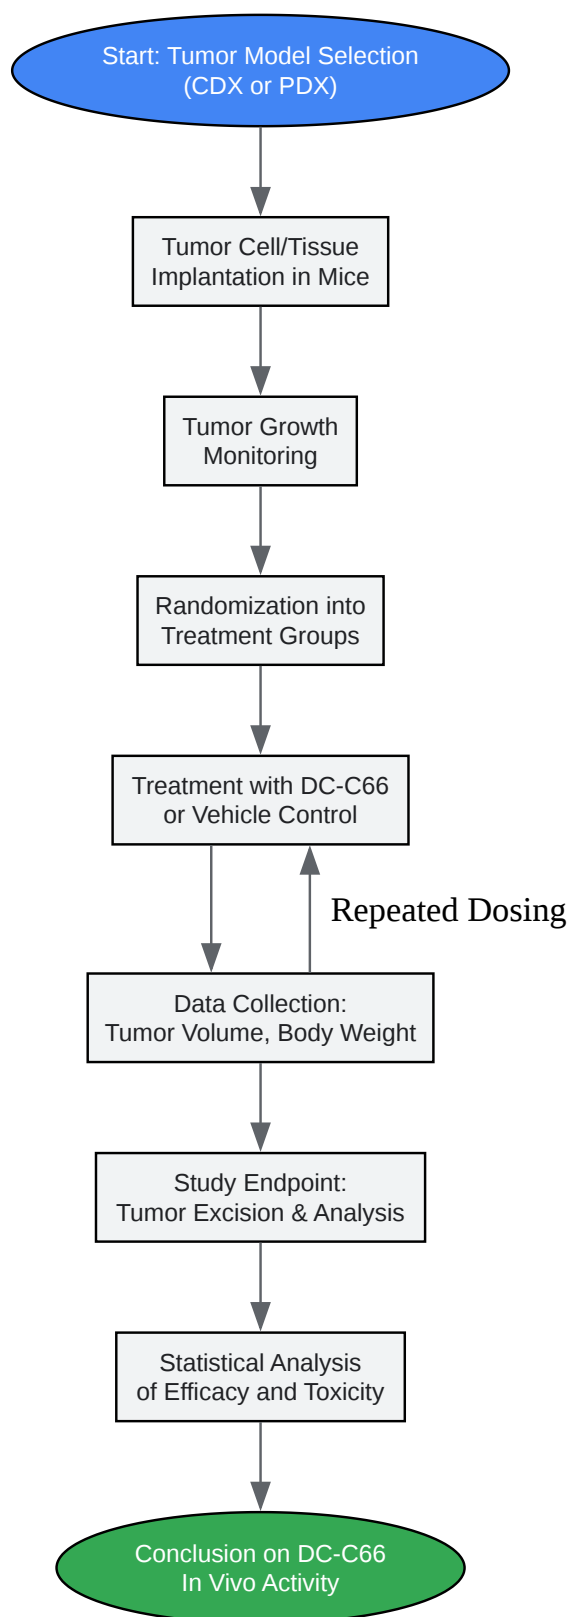 Start: Tumor Model Selection
(CDX or PDX)
Tumor Cell/Tissue
Implantation in Mice
Tumor Growth
Monitoring
Randomization into
Treatment Groups
Treatment with DC-C66
or Vehicle Control
Repeated Dosing
Data Collection:
Tumor Volume, Body Weight
Study Endpoint:
Tumor Excision & Analysis
Statistical Analysis
of Efficacy and Toxicity
Conclusion on DC-C66
In Vivo Activity